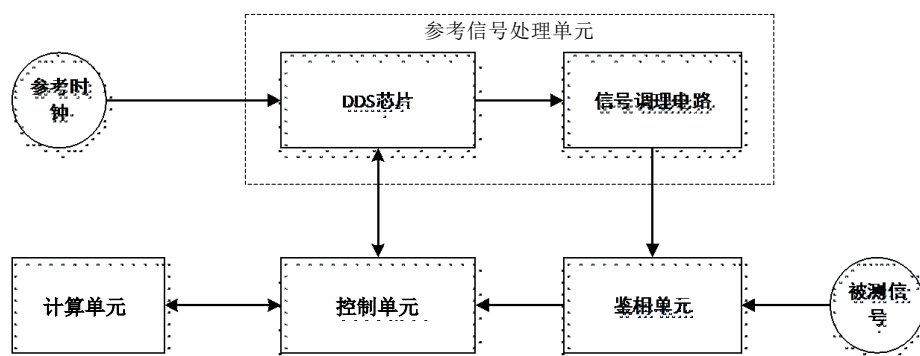 参考信号处理单元
参考时
钟
DDS芯片
信号调理电路
计算单元
控制单元
鉴相单元
被测信
号